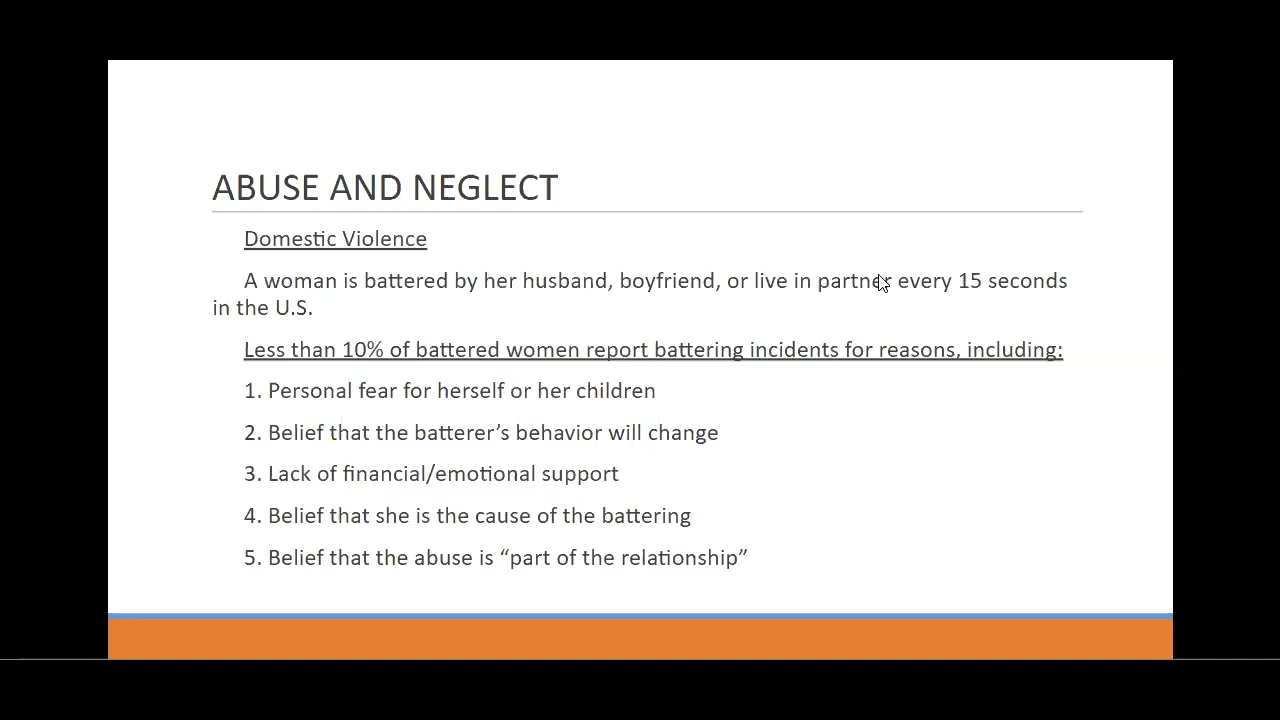 ABUSE AND NEGLECT
Domestic Violence
A woman is battered by her husband, boyfriend, or live in partner every 15 seconds
in the U.S.
Less than 10% of battered women report battering incidents for reasons, including:
1. Personal fear for herself or her children
2. Belief that the batterer’s behavior will change
3. Lack of financial/emotional support
4. Belief that she is the cause of the battering
5. Belief that the abuse is “part of the relationship”